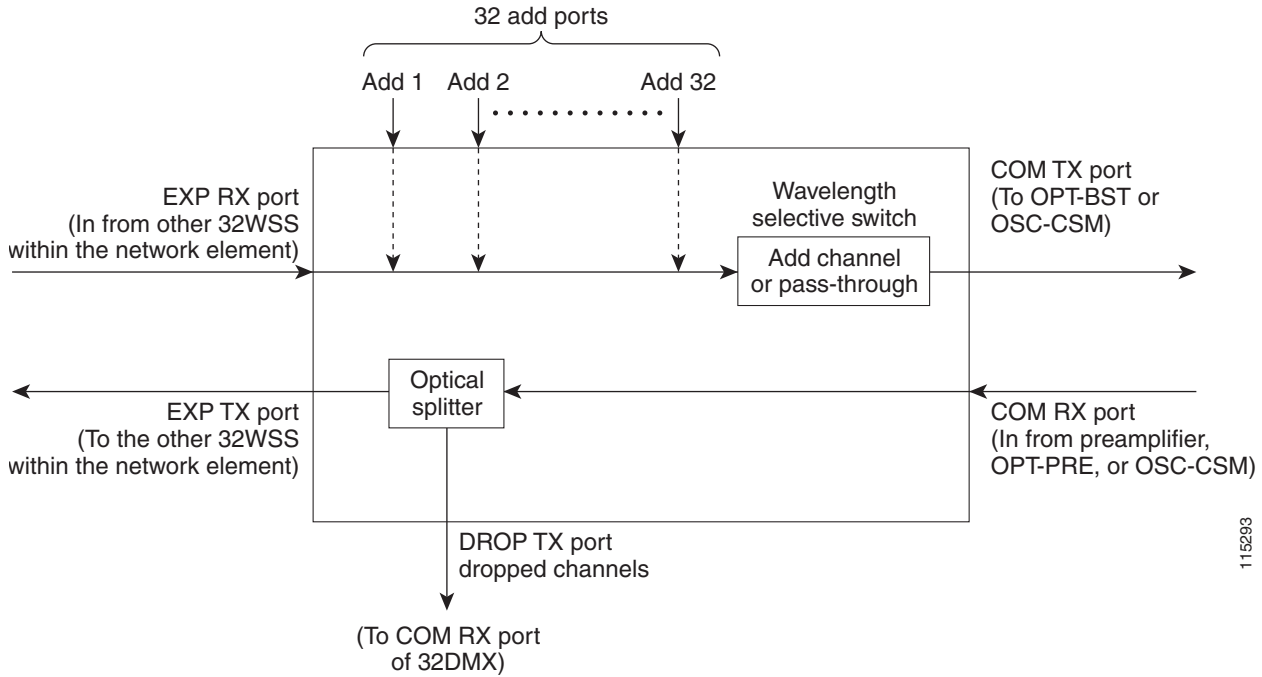 32 add ports
Add 1
Add 2
Add 32
EXP RX port
(In from other 32WSS
within the network element)
Wavelength
selective switch
Add channel
or pass-through
COM TX port
(To OPT-BST or
OSC-CSM)
Optical
splitter
EXP TX port
(To the other 32WSS
within the network element)
COM RX port
(In from preamplifier,
OPT-PRE, or OSC-CSM)
DROP TX port
dropped channels
(To COM RX port
of 32DMX)
115293